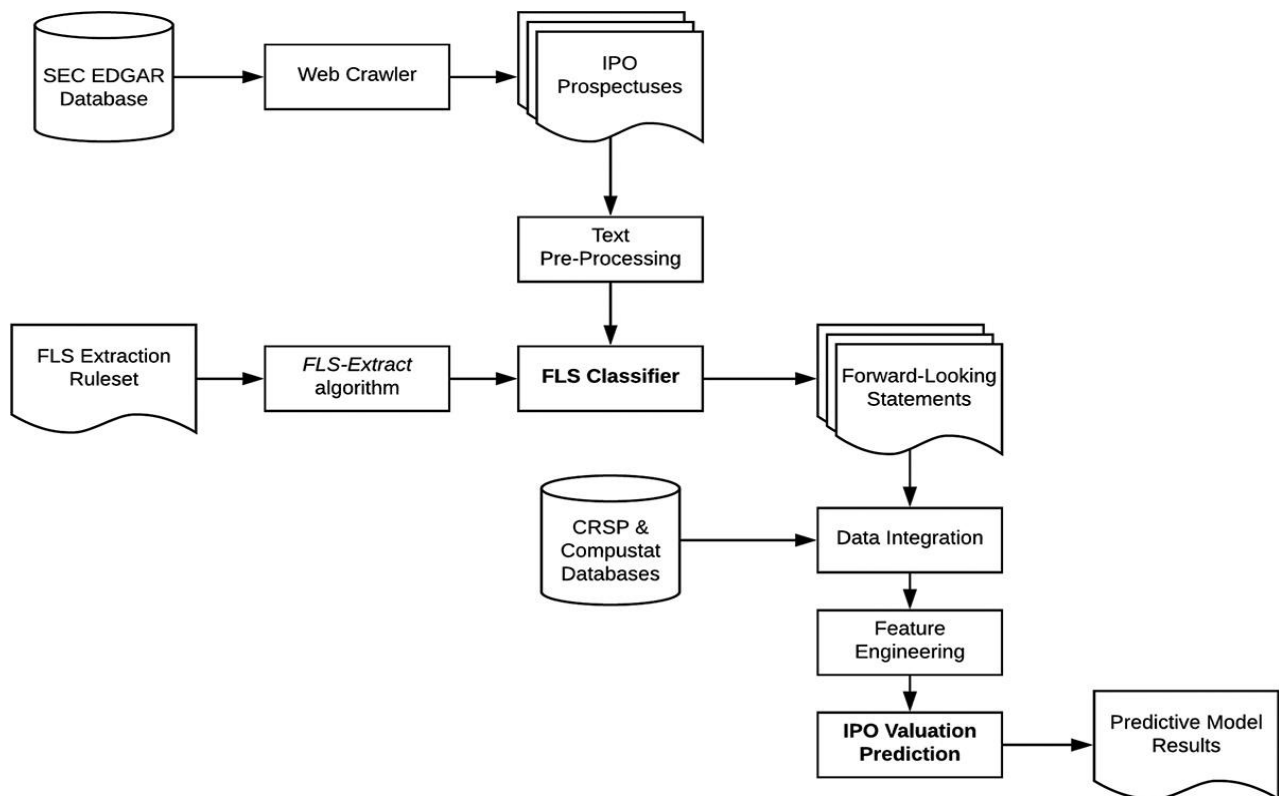 SEC EDGAR
Database
Web Crawler
IPO
Prospectuses
Text
Pre-Processing
FLS Extraction
Ruleset
FLS-Extract
algorithm
FLS Classifier
Forward-Looking
Statements
CRSP &
Compustat
Databases
Data Integration
Feature
Engineering
IPO Valuation
Prediction
Predictive Model
Results